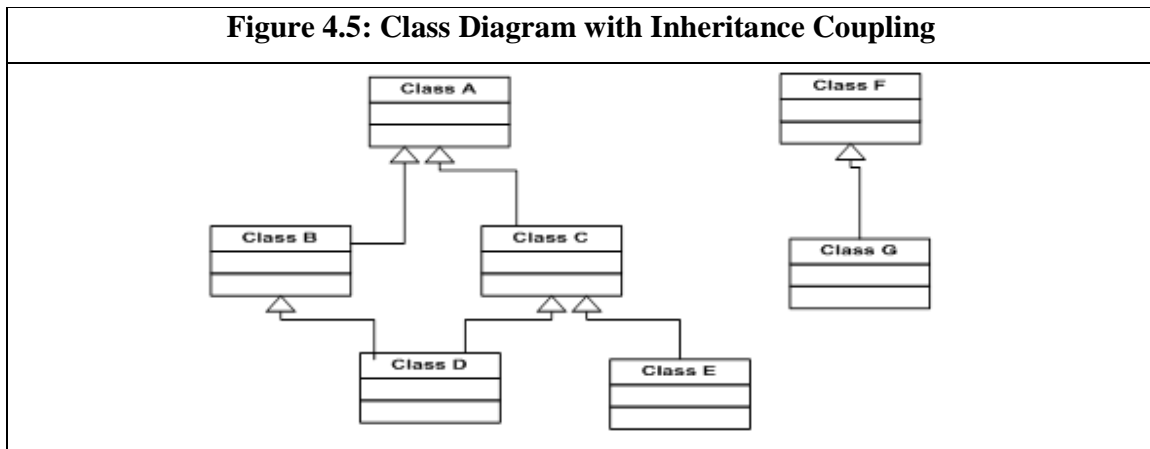 Figure 4.5: Class Diagram with Inheritance Coupling
Class A
Class F
Class B
Class C
Class G
Class D
Class E